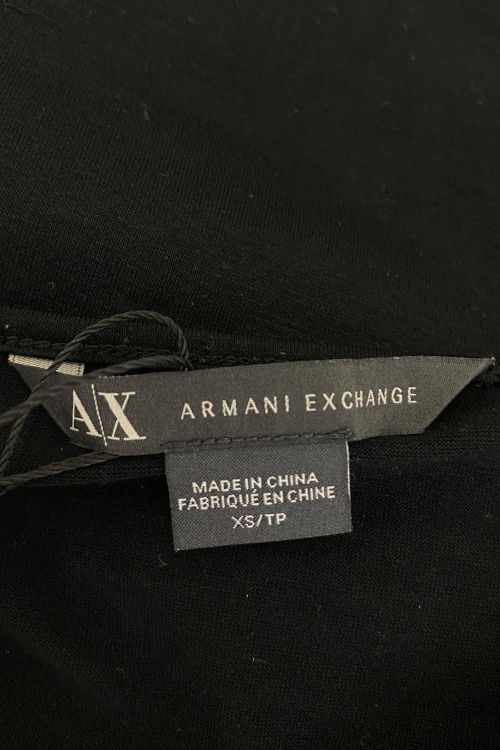 A|X ARMANI EXCHANGE
MADE IN CHINA
FABRIQUÉ EN CHINE
XS/TP